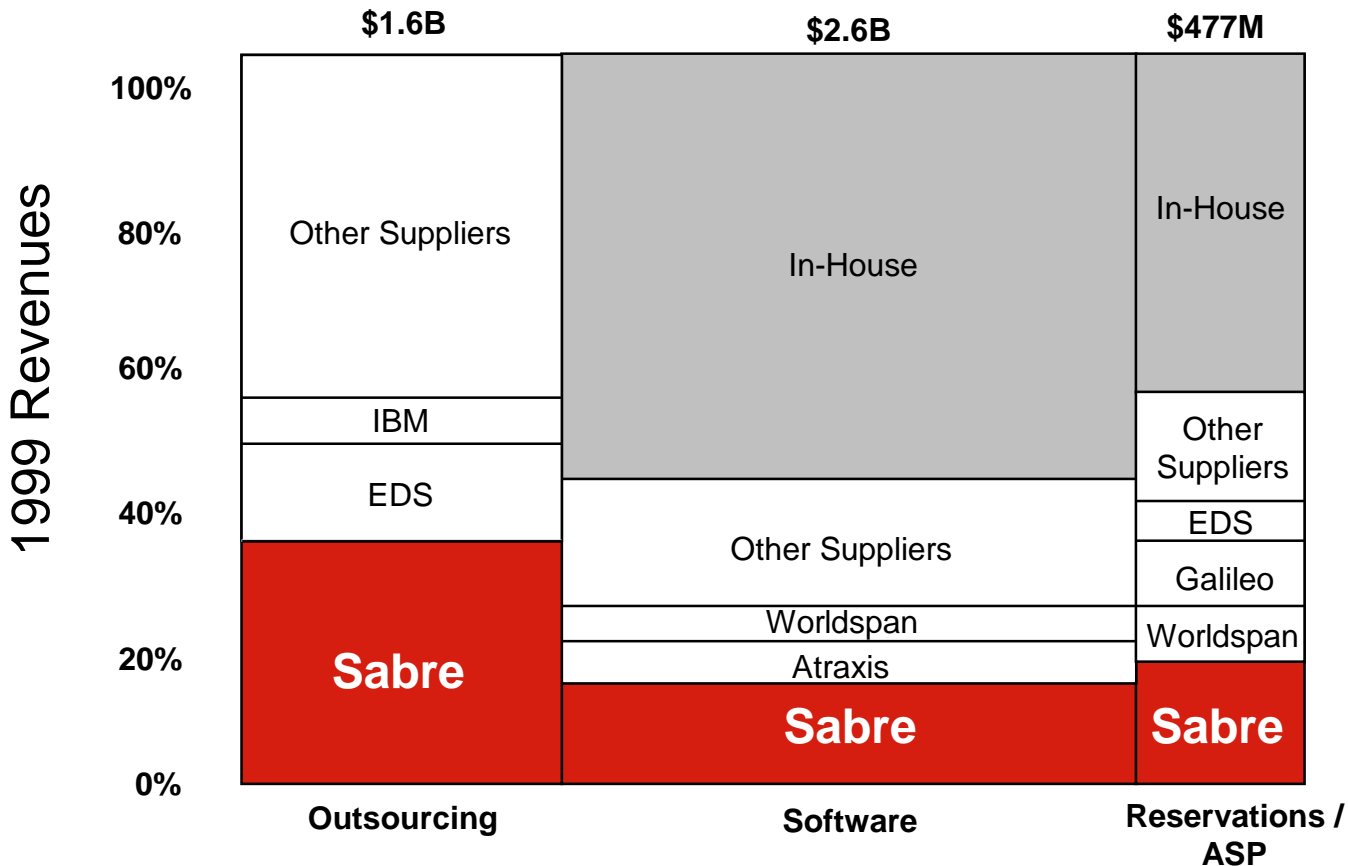 $1.6B
$2.6B
$477M
1999 Revenues
100%
80%
60%
40%
20%
0%
Other Suppliers
IBM
EDS
Sabre
In-House
Other Suppliers
Worldspan
Atraxis
Sabre
In-House
Other
Suppliers
EDS
Galileo
Worldspan
Sabre
Outsourcing
Software
Reservations /
ASP